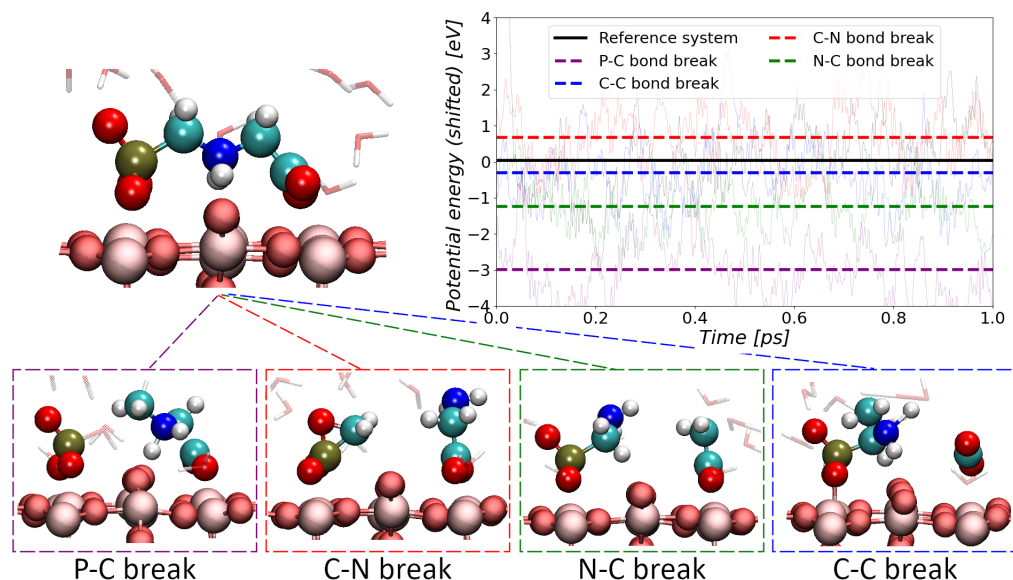 Potential energy (shifted) [eV]
4
3
2
1
0
−1
−2
−3
−4
Reference system
P-C bond break
C-C bond break
C-N bond break
N-C bond break
0.0 0.2 0.4 0.6 0.8 1.0
Time [ps]
P-C break
C-N break
N-C break
C-C break